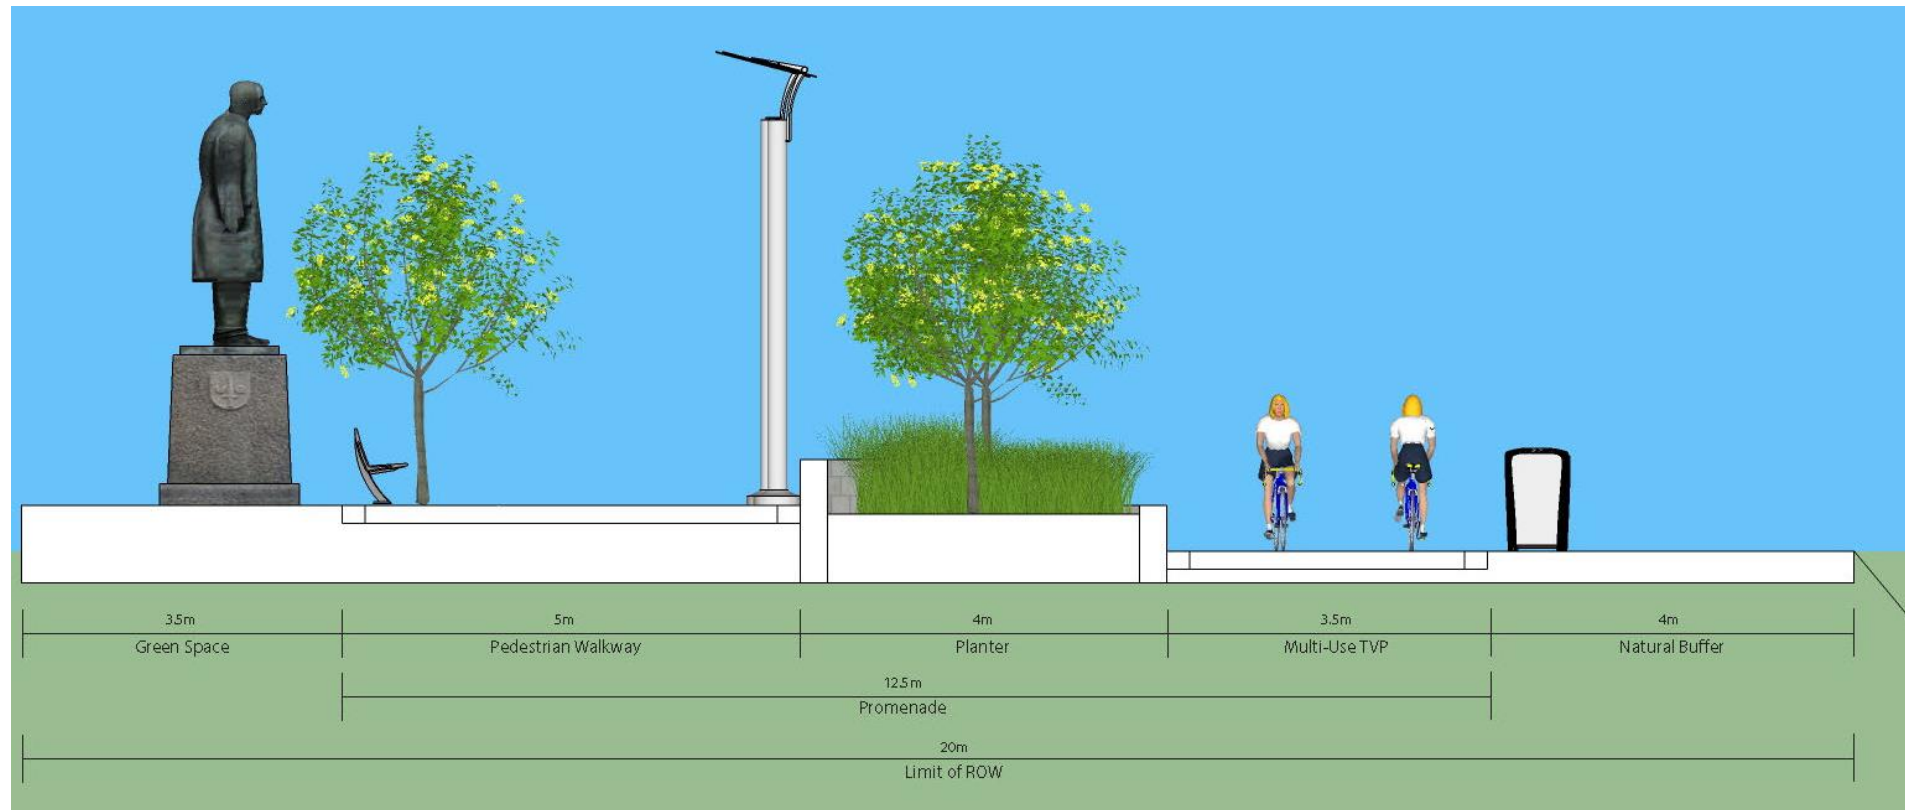 3.5m
Green Space
5m
Pedestrian Walkway
4m
Planter
3.5m
Multi-Use TVP
4m
Natural Buffer
12.5m
Promenade
20m
Limit of ROW